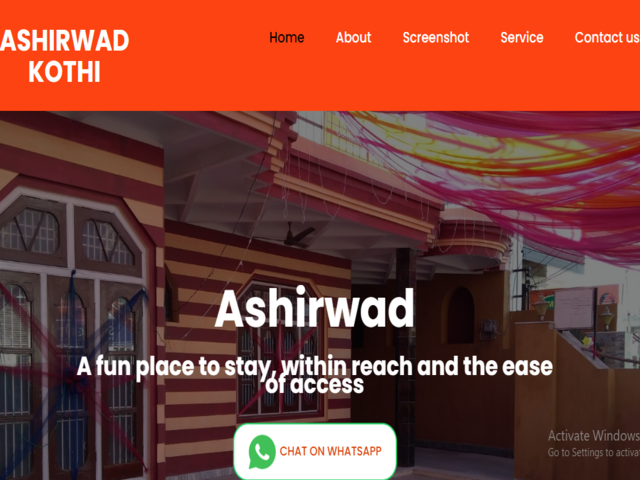 ASHIRWAD
KOTHI
Home About Screenshot Service Contact us
Ashirwad
A fun place to stay, within reach and the ease
of access
CHAT ON WHATSAPP
Activate Windows
Go to Settings to activat